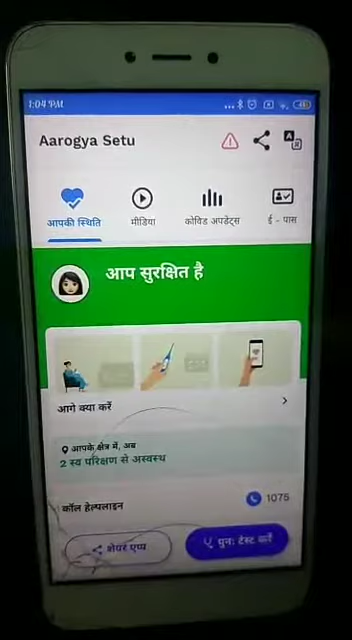 1:04 PM
Aarogya Setu
आपकी स्थिति
मीडिया
कोविड अपडेट्स
ई - पास
आप सुरक्षित है
आगे क्या करें
आपके क्षेत्र में, अब
2 स्व परिक्षण से अस्वस्थ
कॉल हेल्पलाइन
1075
शेयर एप्प
पुनः टेस्ट करें